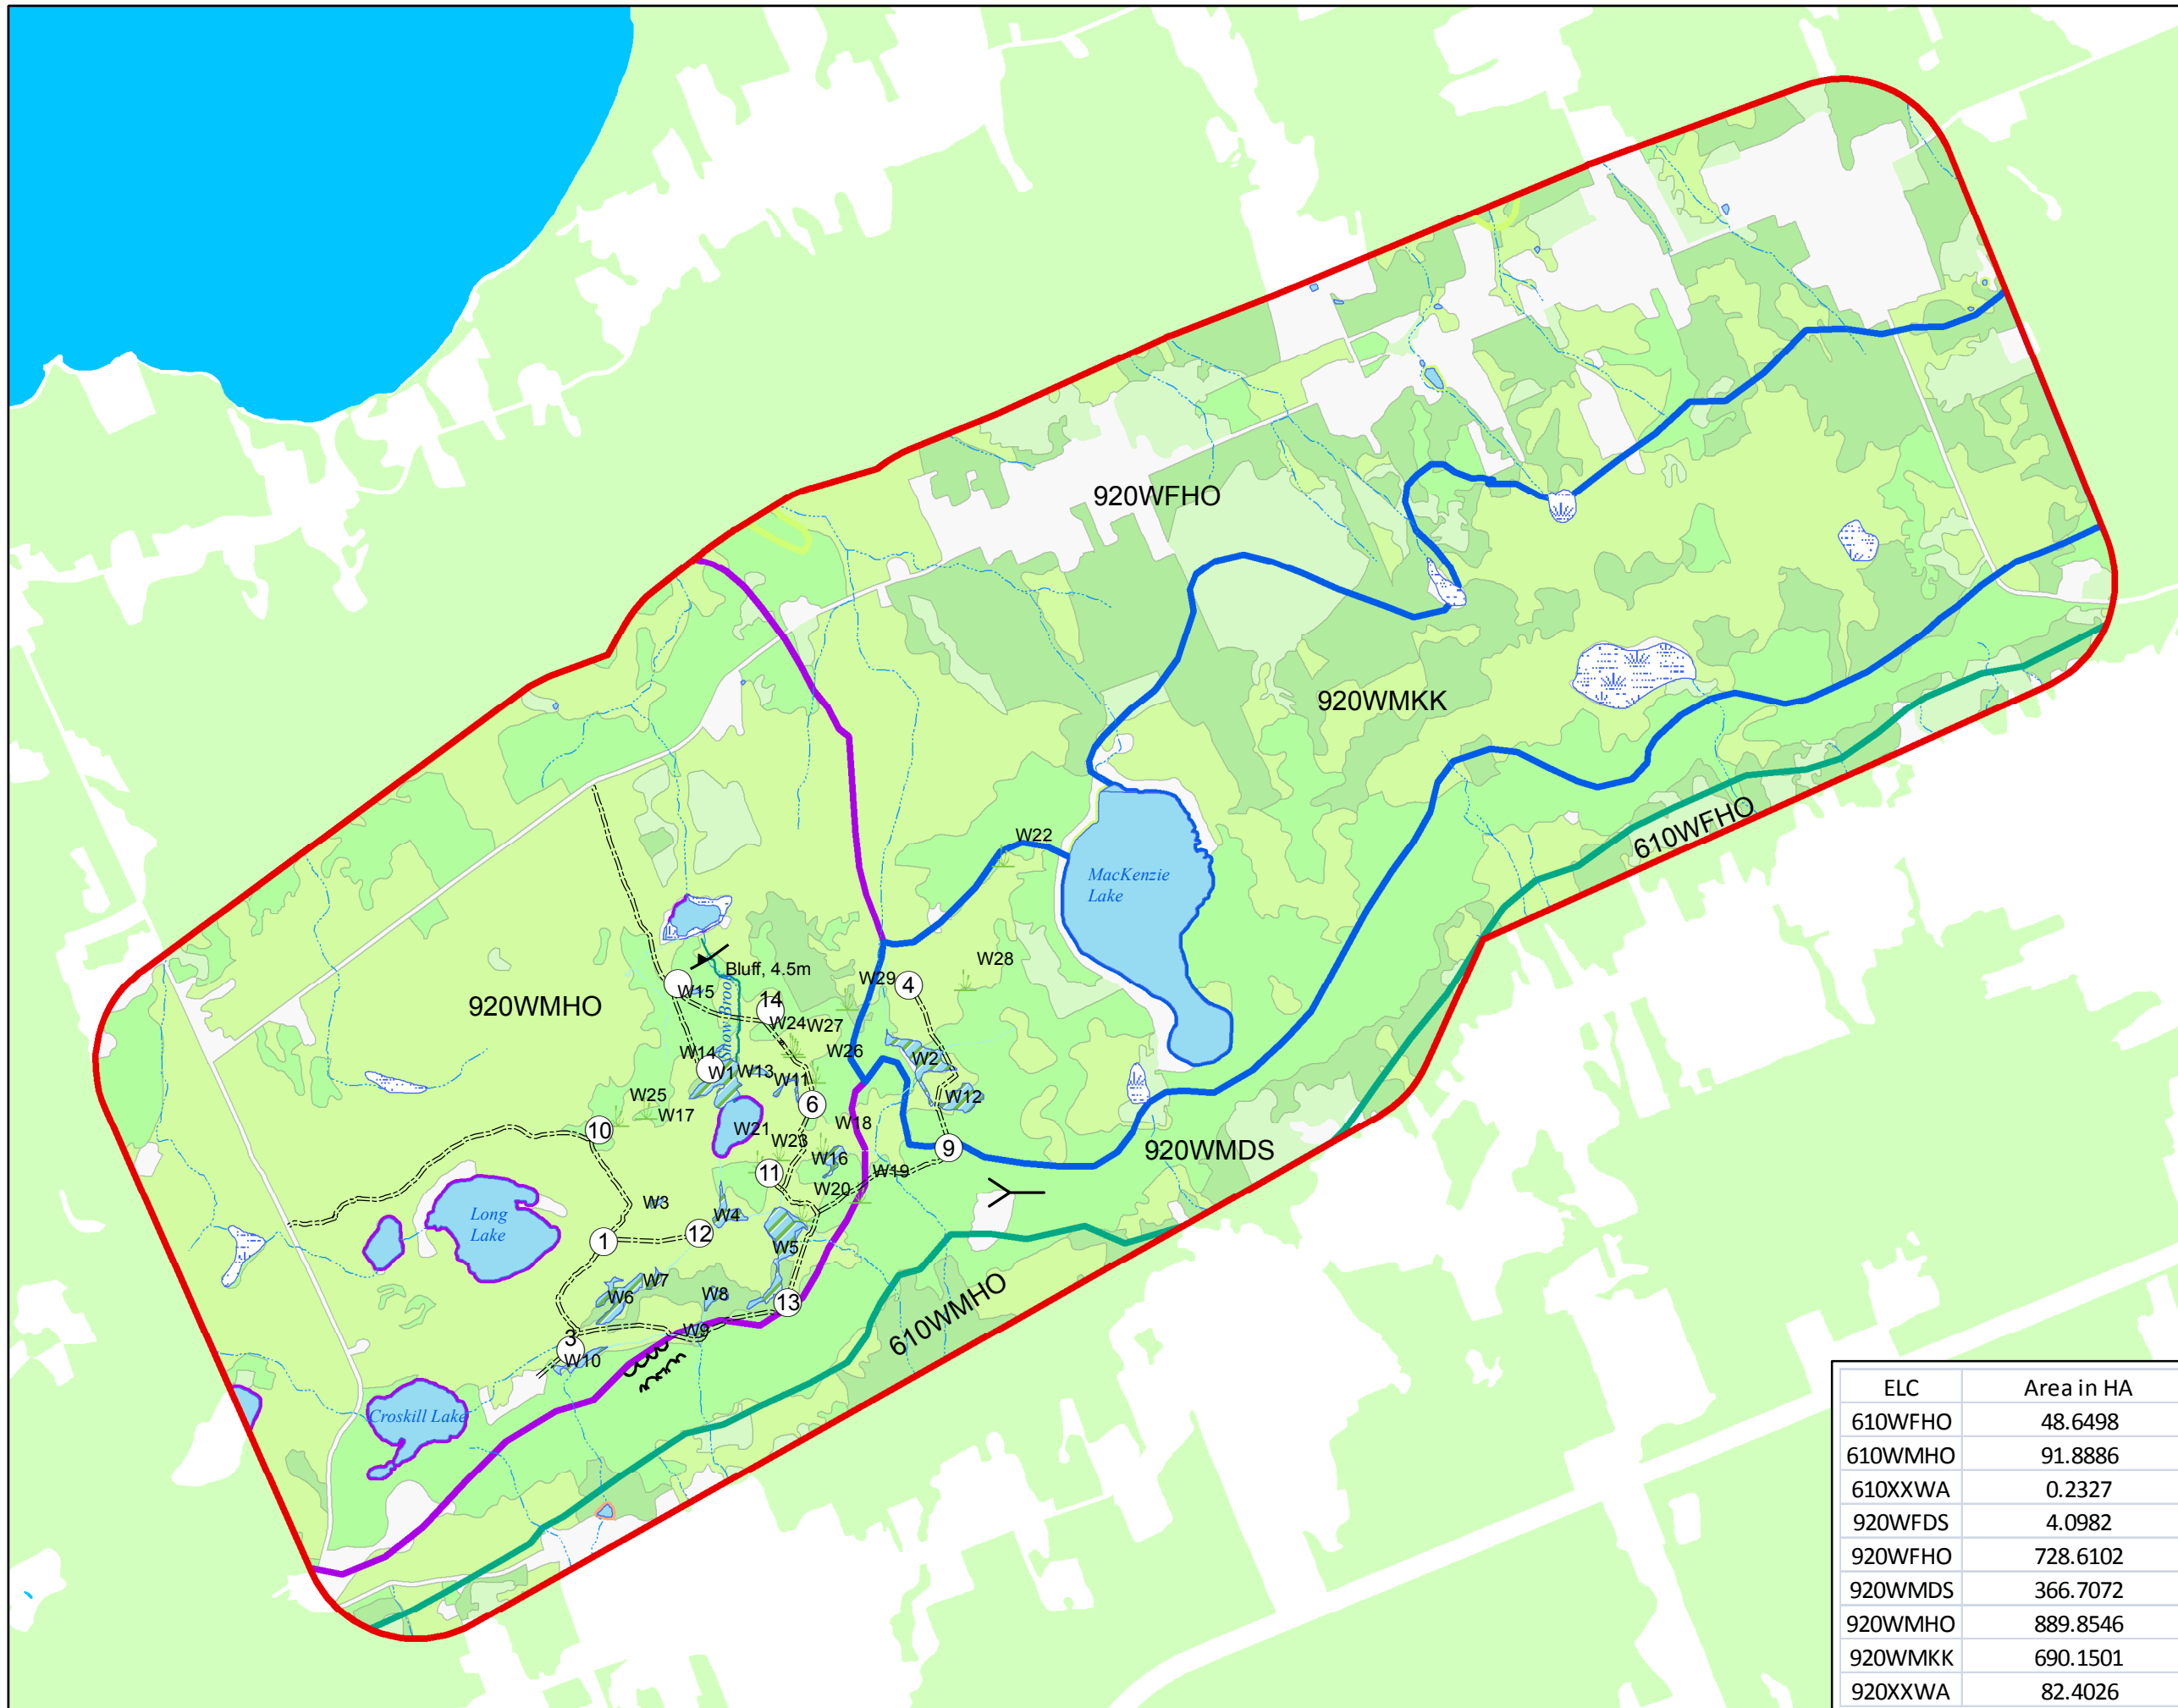 920WFHO
920WMKK
610WFHO
W22
MacKenzie
Lake
W28
W29
4
Bluff, 4.5m
920WMHO
W15
14
Snow Brook
W24
W27
W26
W14
W2
W1
W13
W11
W12
W25
W17
6
W18
10
W21
W23
9
920WMDS
W16
11
W19
W20
W3
Long
Lake
W4
12
1
W5
W7
W6
W8
13
610WMHO
W9
3
W10
Croskill Lake
ELC Area in HA
610WFHO 48.6498
610WMHO 91.8886
610XXWA 0.2327
920WFDS 4.0982
920WFHO 728.6102
920WMDS 366.7072
920WMHO 889.8546
920WMKK 690.1501
920XXWA 82.4026